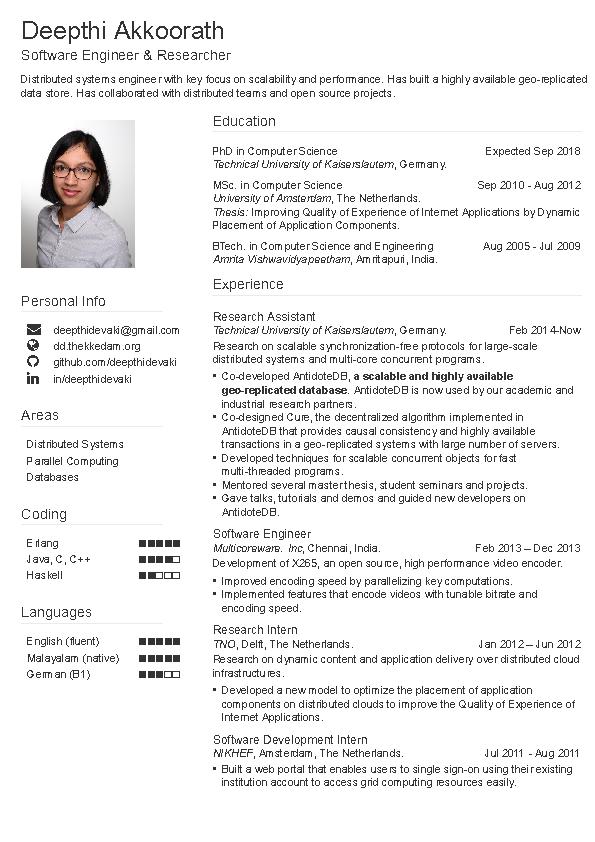 Deepthi Akkoorath
Software Engineer & Researcher
Distributed systems engineer with key focus on scalability and performance. Has built a highly available geo-replicated
data store. Has collaborated with distributed teams and open source projects.
Personal Info
deepthidevaki@gmail.com
dd.thekkedam.org
github.com/deepthidevaki
in/deepthidevaki
Areas
Distributed Systems
Parallel Computing
Databases
Coding
Erlang
Java, C, C++
Haskell
Languages
English (fluent)
Malayalam (native)
German (B1)
Education
PhD in Computer Science Expected Sep 2018
Technical University of Kaiserslautern, Germany.
MSc. in Computer Science Sep 2010 - Aug 2012
University of Amsterdam, The Netherlands.
Thesis: Improving Quality of Experience of Internet Applications by Dynamic
Placement of Application Components.
BTech. in Computer Science and Engineering Aug 2005 - Jul 2009
Amrita Vishwavidyapeetham, Amritapuri, India.
Experience
Research Assistant
Technical University of Kaiserslautern, Germany. Feb 2014-Now
Research on scalable synchronization-free protocols for large-scale
distributed systems and multi-core concurrent programs.
• Co-developed AntidoteDB, a scalable and highly available
geo-replicated database. AntidoteDB is now used by our academic and
industrial research partners.
• Co-designed Cure, the decentralized algorithm implemented in
AntidoteDB that provides causal consistency and highly available
transactions in a geo-replicated systems with large number of servers.
• Developed techniques for scalable concurrent objects for fast
multi-threaded programs.
• Mentored several master thesis, student seminars and projects.
• Gave talks, tutorials and demos and guided new developers on
AntidoteDB.
Software Engineer
Multicoreware. Inc, Chennai, India. Feb 2013 – Dec 2013
Development of X265, an open source, high performance video encoder.
• Improved encoding speed by parallelizing key computations.
• Implemented features that encode videos with tunable bitrate and
encoding speed.
Research Intern
TNO, Delft, The Netherlands. Jan 2012 – Jun 2012
Research on dynamic content and application delivery over distributed cloud
infrastructures.
• Developed a new model to optimize the placement of application
components on distributed clouds to improve the Quality of Experience of
Internet Applications.
Software Development Intern
NIKHEF, Amsterdam, The Netherlands. Jul 2011 - Aug 2011
• Built a web portal that enables users to single sign-on using their existing
institution account to access grid computing resources easily.